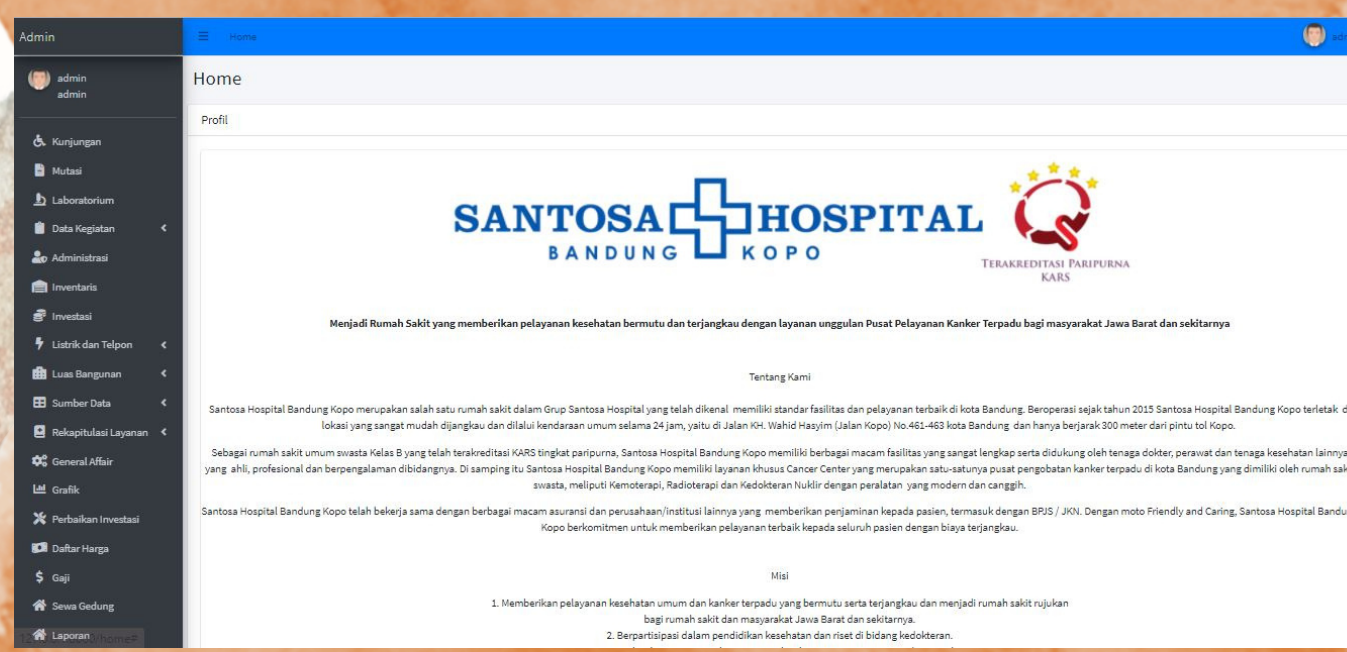 Admin
Home
adm
admin
admin
Home
Profil
Kunjungan
Mutasi
Laboratorium
Data Kegiatan
Administrasi
Inventaris
Investasi
Listrik dan Telpon
Luas Bangunan
Sumber Data
Rekapitulasi Layanan
General Affair
Grafik
Perbaikan Investasi
Daftar Harga
Gaji
Sewa Gedung
Laporan
SANTOSA HOSPITAL
BANDUNG KOPO
TERAKREDITASI PARIPURNA
KARS
Menjadi Rumah Sakit yang memberikan pelayanan kesehatan bermutu dan terjangkau dengan layanan unggulan Pusat Pelayanan Kanker Terpadu bagi masyarakat Jawa Barat dan sekitarnya
Tentang Kami
Santosa Hospital Bandung Kopo merupakan salah satu rumah sakit dalam Grup Santosa Hospital yang telah dikenal memiliki standar fasilitas dan pelayanan terbaik di kota Bandung. Beroperasi sejak tahun 2015 Santosa Hospital Bandung Kopo terletak d
lokasi yang sangat mudah dijangkau dan dilalui kendaraan umum selama 24 jam, yaitu di Jalan KH. Wahid Hasyim (Jalan Kopo) No.461-463 kota Bandung dan hanya berjarak 300 meter dari pintu tol Kopo.
Sebagai rumah sakit umum swasta Kelas B yang telah terakreditasi KARS tingkat paripurna, Santosa Hospital Bandung Kopo memiliki berbagai macam fasilitas yang sangat lengkap serta didukung oleh tenaga dokter, perawat dan tenaga kesehatan lainnya
yang ahli, profesional dan berpengalaman dibidangnya. Di samping itu Santosa Hospital Bandung Kopo memiliki layanan khusus Cancer Center yang merupakan satu-satunya pusat pengobatan kanker terpadu di kota Bandung yang dimiliki oleh rumah sak
swasta, meliputi Kemoterapi, Radioterapi dan Kedokteran Nuklir dengan peralatan yang modern dan canggih.
Santosa Hospital Bandung Kopo telah bekerja sama dengan berbagai macam asuransi dan perusahaan/institusi lainnya yang memberikan penjaminan kepada pasien, termasuk dengan BPJS / JKN. Dengan moto Friendly and Caring, Santosa Hospital Bandu
Kopo berkomitmen untuk memberikan pelayanan terbaik kepada seluruh pasien dengan biaya terjangkau.
Misi
1. Memberikan pelayanan kesehatan umum dan kanker terpadu yang bermutu serta terjangkau dan menjadi rumah sakit rujukan
bagi rumah sakit dan masyarakat Jawa Barat dan sekitarnya.
2. Berpartisipasi dalam pendidikan kesehatan dan riset di bidang kedokteran.